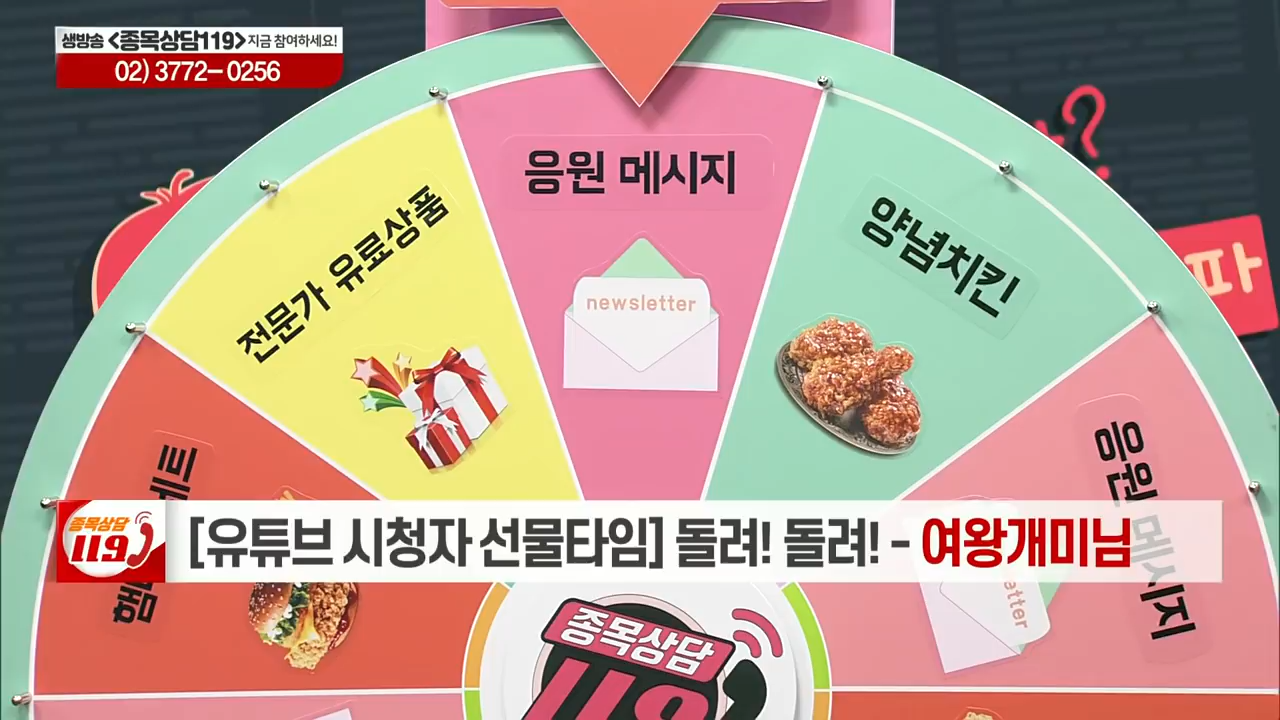 생방송 <종목상담119> 지금 참여하세요!
02) 3772-0256
응원 메시지
전문가 유료상품
양념치킨
newsletter
응원 메시지
파
[유튜브 시청자 선물타임] 돌려! 돌려! - 여왕개미님
종목상담
119
종목상담
119